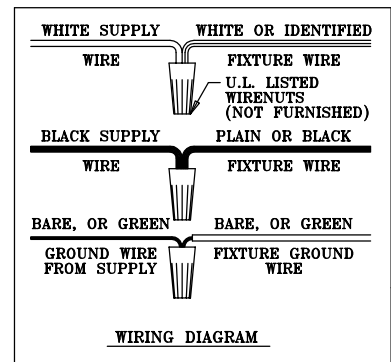 WHITE SUPPLY WHITE OR IDENTIFIED
WIRE FIXTURE WIRE
U.L. LISTED
WIRENUTS
(NOT FURNISHED)
BLACK SUPPLY PLAIN OR BLACK
WIRE FIXTURE WIRE
BARE, OR GREEN BARE, OR GREEN
GROUND WIRE FIXTURE GROUND
FROM SUPPLY WIRE
WIRING DIAGRAM